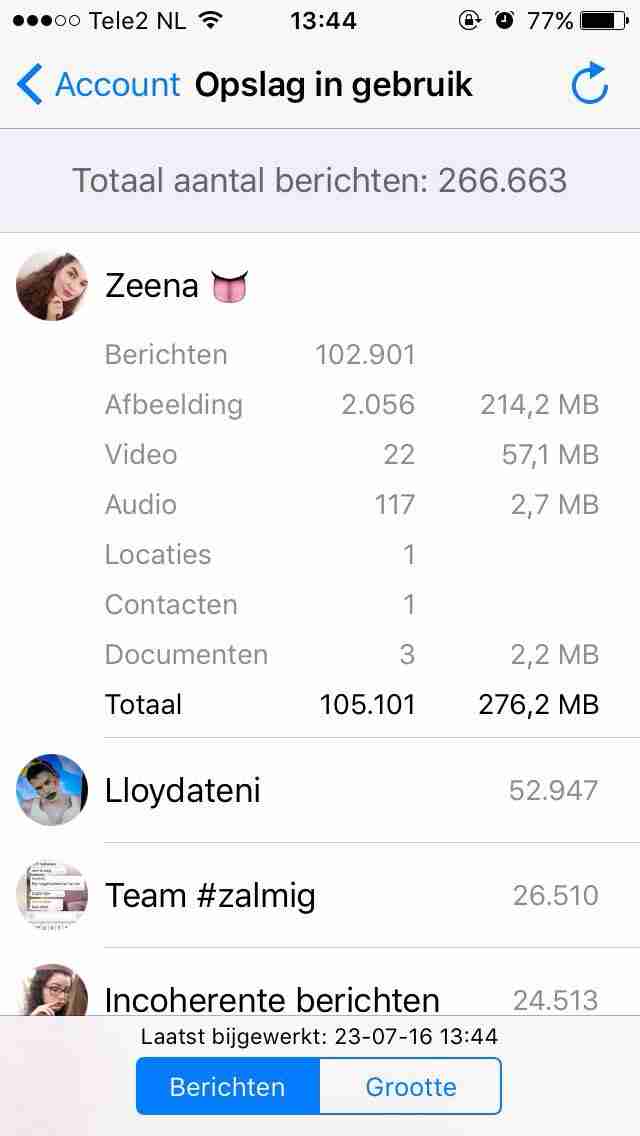 Tele2 NL 13:44 77%
Account Opslag in gebruik
Totaal aantal berichten: 266.663
Zeena
Berichten 102.901
Afbeelding 2.056 214,2 MB
Video 22 57,1 MB
Audio 117 2,7 MB
Locaties 1
Contacten 1
Documenten 3 2,2 MB
Totaal 105.101 276,2 MB
Lloydateni 52.947
Team #zalmig 26.510
Incoherente berichten 24.513
Laatst bijgewerkt: 23-07-16 13:44
Berichten Grootte